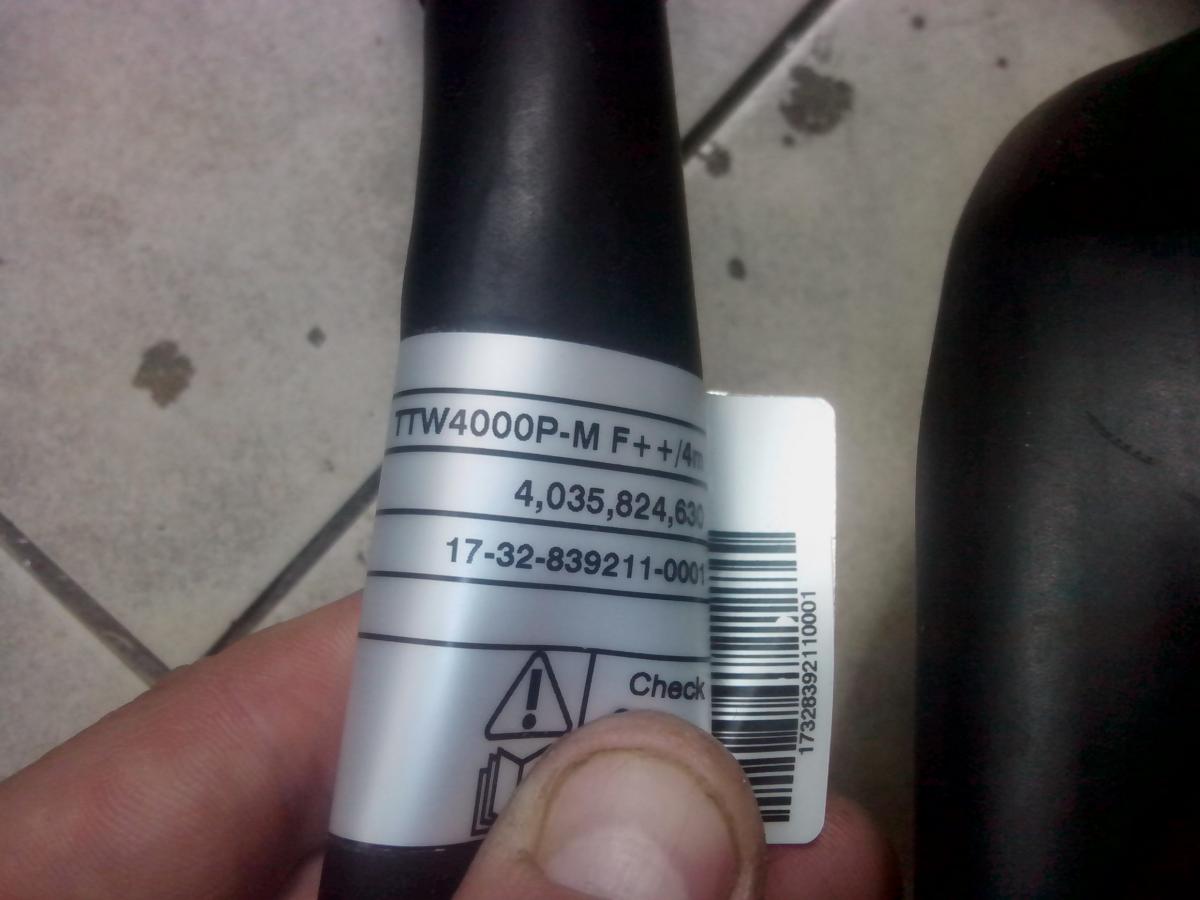 TTW4000P-M F++/4m
4,035,824,630
17-32-839211-0001
Check
17328392110001